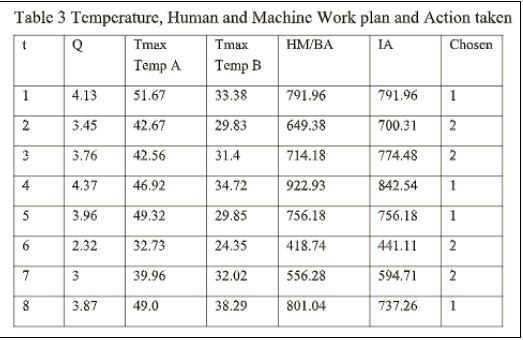 Table 3 Temperature, Human and Machine Work plan and Action taken
t Q Tmax Tmax HM/BA IA Chosen
Temp A Temp B
1 4.13 51.67 33.38 791.96 791.96 1
2 3.45 42.67 29.83 649.38 700.31 2
3 3.76 42.56 31.4 714.18 774.48 2
4 4.37 46.92 34.72 922.93 842.54 1
5 3.96 49.32 29.85 756.18 756.18 1
6 2.32 32.73 24.35 418.74 441.11 2
7 3 39.96 32.02 556.28 594.71 2
8 3.87 49.0 38.29 801.04 737.26 1